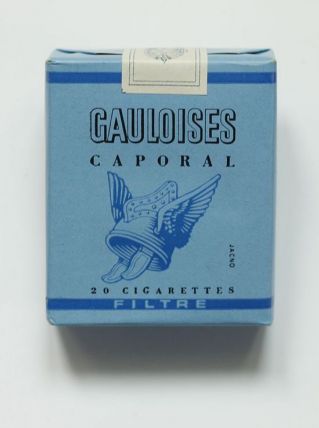 GAULOISES
CAPORAL
JACNO
20 CIGARETTES
FILTRE